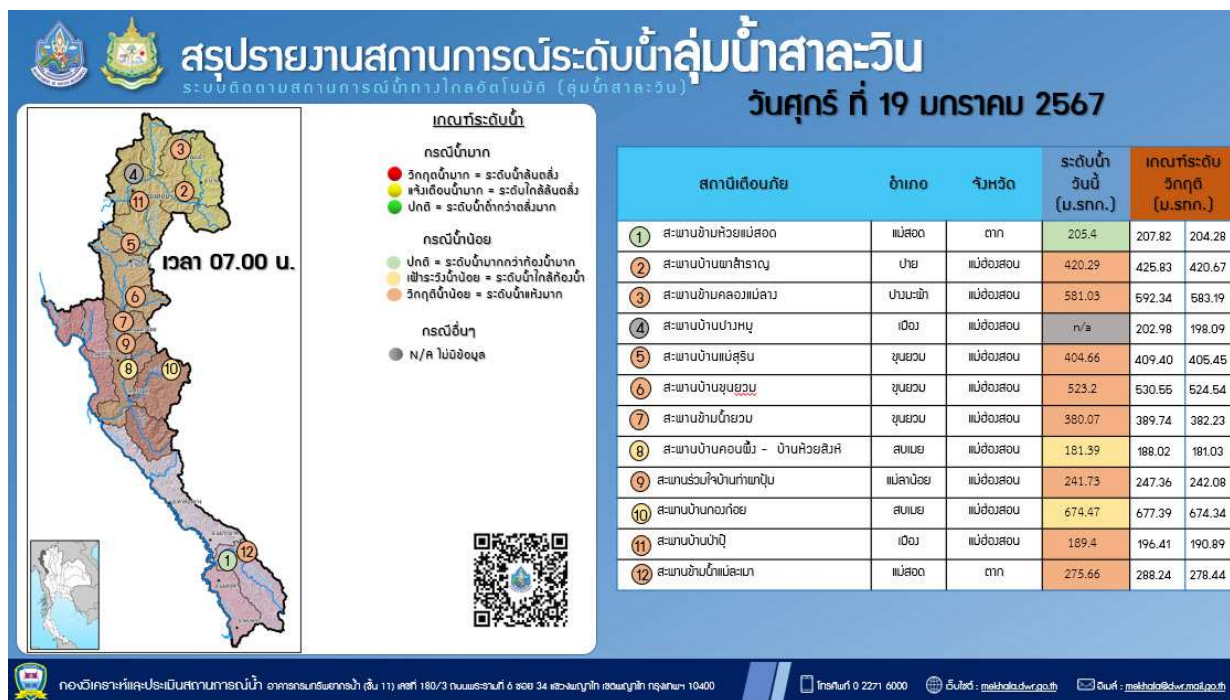 สรุปรายงานสถานการณ์ระดับน้ำลุ่มน้ำสาละวิน
ระบบติดตามสถานการณ์น้ำทางไกลอัตโนมัติ (ลุ่มน้ำสาละวิน)
วันศุกร์ ที่ 19 มกราคม 2567
เวลา 07.00 น.
3
4
2
11
5
6
7
9
8
10
1
12
เกณฑ์ระดับน้ำ
กรณีน้ำมาก
วิกฤตน้ำมาก = ระดับน้ำล้นตลิ่ง
แจ้งเตือนน้ำมาก = ระดับใกล้ล้นตลิ่ง
ปกติ = ระดับน้ำต่ำกว่าตลิ่งมาก
กรณีน้ำน้อย
ปกติ = ระดับน้ำมากกว่าท้องน้ำมาก
เฝ้าระวังน้ำน้อย = ระดับน้ำใกล้ท้องน้ำ
วิกฤติน้ำน้อย = ระดับน้ำแห้งมาก
กรณีอื่นๆ
N/A ไม่มีข้อมูล
สถานีเตือนภัย อำเภอ จังหวัด ระดับน้ำวันนี้ (ม.รทก.) เกณฑ์ระดับวิกฤติ (ม.รทก.)
1 สะพานข้ามห้วยแม่สอด แม่สอด ตาก 205.4 207.82 204.28
2 สะพานบ้านผาสำราญ ปาย แม่ฮ่องสอน 420.29 425.83 420.67
3 สะพานข้ามคลองแม่ลาง ปางมะผ้า แม่ฮ่องสอน 581.03 592.34 583.19
4 สะพานบ้านปางหมู เมือง แม่ฮ่องสอน n/a 202.98 198.09
5 สะพานบ้านแม่สุริน ขุนยวม แม่ฮ่องสอน 404.66 409.40 405.45
6 สะพานบ้านขุนยวม ขุนยวม แม่ฮ่องสอน 523.2 530.55 524.54
7 สะพานข้ามน้ำยวม ขุนยวม แม่ฮ่องสอน 380.07 389.74 382.23
8 สะพานบ้านคอนผึ้ง - บ้านห้วยสิงห์ สบเมย แม่ฮ่องสอน 181.39 188.02 181.03
9 สะพานร่วมใจบ้านท่าผาปุ้ม แม่ลาน้อย แม่ฮ่องสอน 241.73 247.36 242.08
10 สะพานบ้านกองก๋อย สบเมย แม่ฮ่องสอน 674.47 677.39 674.34
11 สะพานบ้านป่าปุ๊ เมือง แม่ฮ่องสอน 189.4 196.41 190.89
12 สะพานข้ามน้ำแม่ละเมา แม่สอด ตาก 275.66 288.24 278.44
กองวิเคราะห์และประเมินสถานการณ์น้ำ อาคารกรมทรัพยากรน้ำ (ชั้น 11) เลขที่ 180/3 ถนนพระรามที่ 6 ซอย 34 แขวงพญาไท เขตพญาไท กรุงเทพฯ 10400 โทรศัพท์ 0 2271 6000 เว็บไซต์ : mekhala.dwr.go.th อีเมล์ : mekhala@dwr.mail.go.th